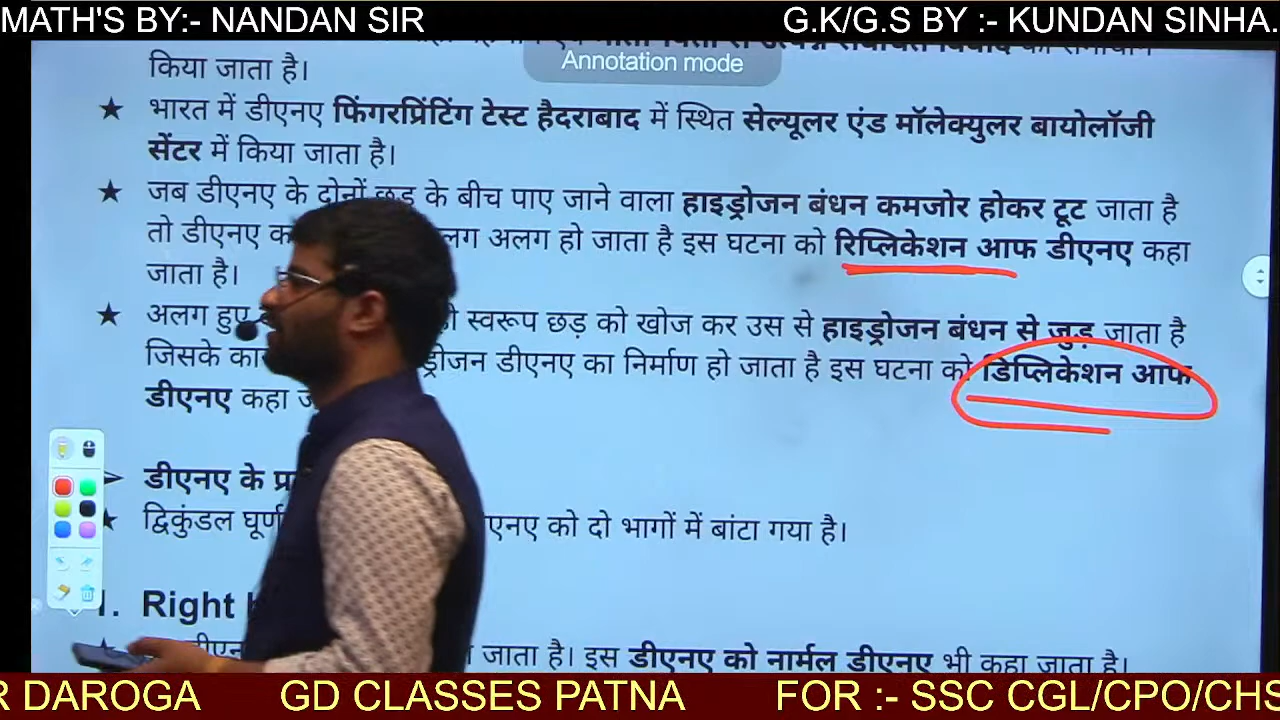 MATH'S BY:- NANDAN SIR G.K/G.S BY :- KUNDAN SINHA.
Annotation mode
किया जाता है।
★ भारत में डीएनए फिंगरप्रिंटिंग टेस्ट हैदराबाद में स्थित सेल्यूलर एंड मॉलेक्युलर बायोलॉजी
सेंटर में किया जाता है।
★ जब डीएनए के दोनों छड़ के बीच पाए जाने वाला हाइड्रोजन बंधन कमजोर होकर टूट जाता है
तो डीएनए अलग हो जाता है इस घटना को रिप्लिकेशन आफ डीएनए कहा
जाता है।
★ अलग हुए स्वरूप छड़ को खोज कर उस से हाइड्रोजन बंधन से जुड़ जाता है
जिसके डीएनए का निर्माण हो जाता है इस घटना को डिप्लिकेशन आफ
डीएनए कहा
डीएनए के
★ द्विकुंडल को दो भागों में बांटा गया है।
1. Right
★ जाता है। इस डीएनए को नार्मल डीएनए भी कहा जाता है।
R DAROGA GD CLASSES PATNA FOR :- SSC CGL/CPO/CHS